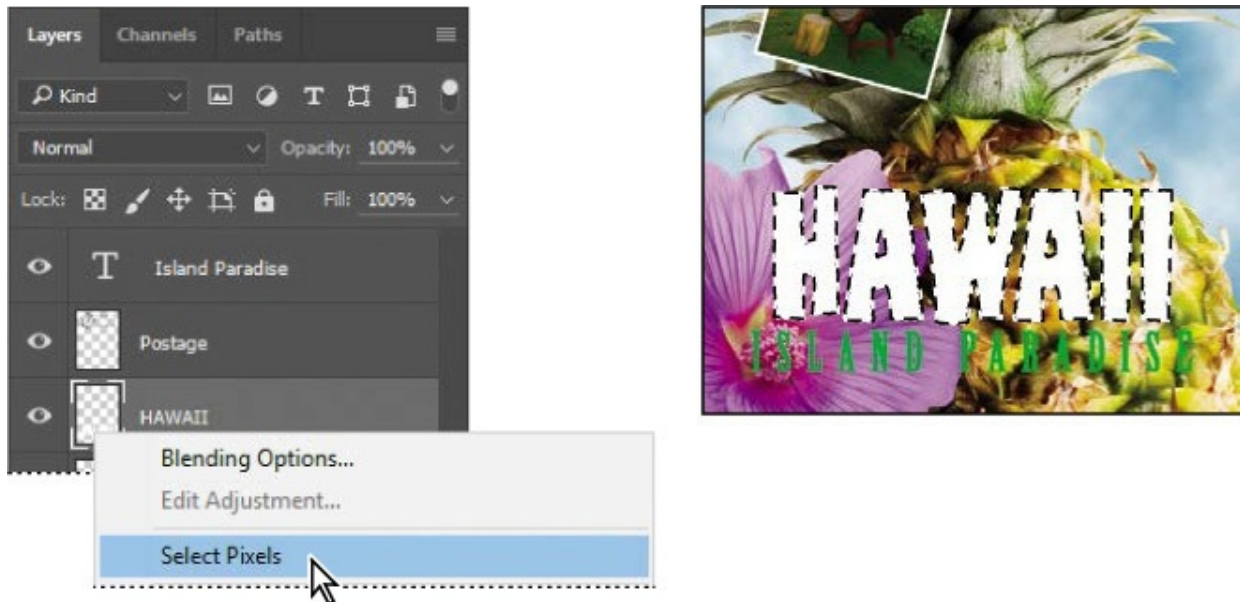 Layers Channels Paths
Kind
Normal Opacity: 100%
Lock: Fill: 100%
T Island Paradise
Postage
HAWAII
Blending Options...
Edit Adjustment...
Select Pixels
HAWAII
ISLAND PARADISE